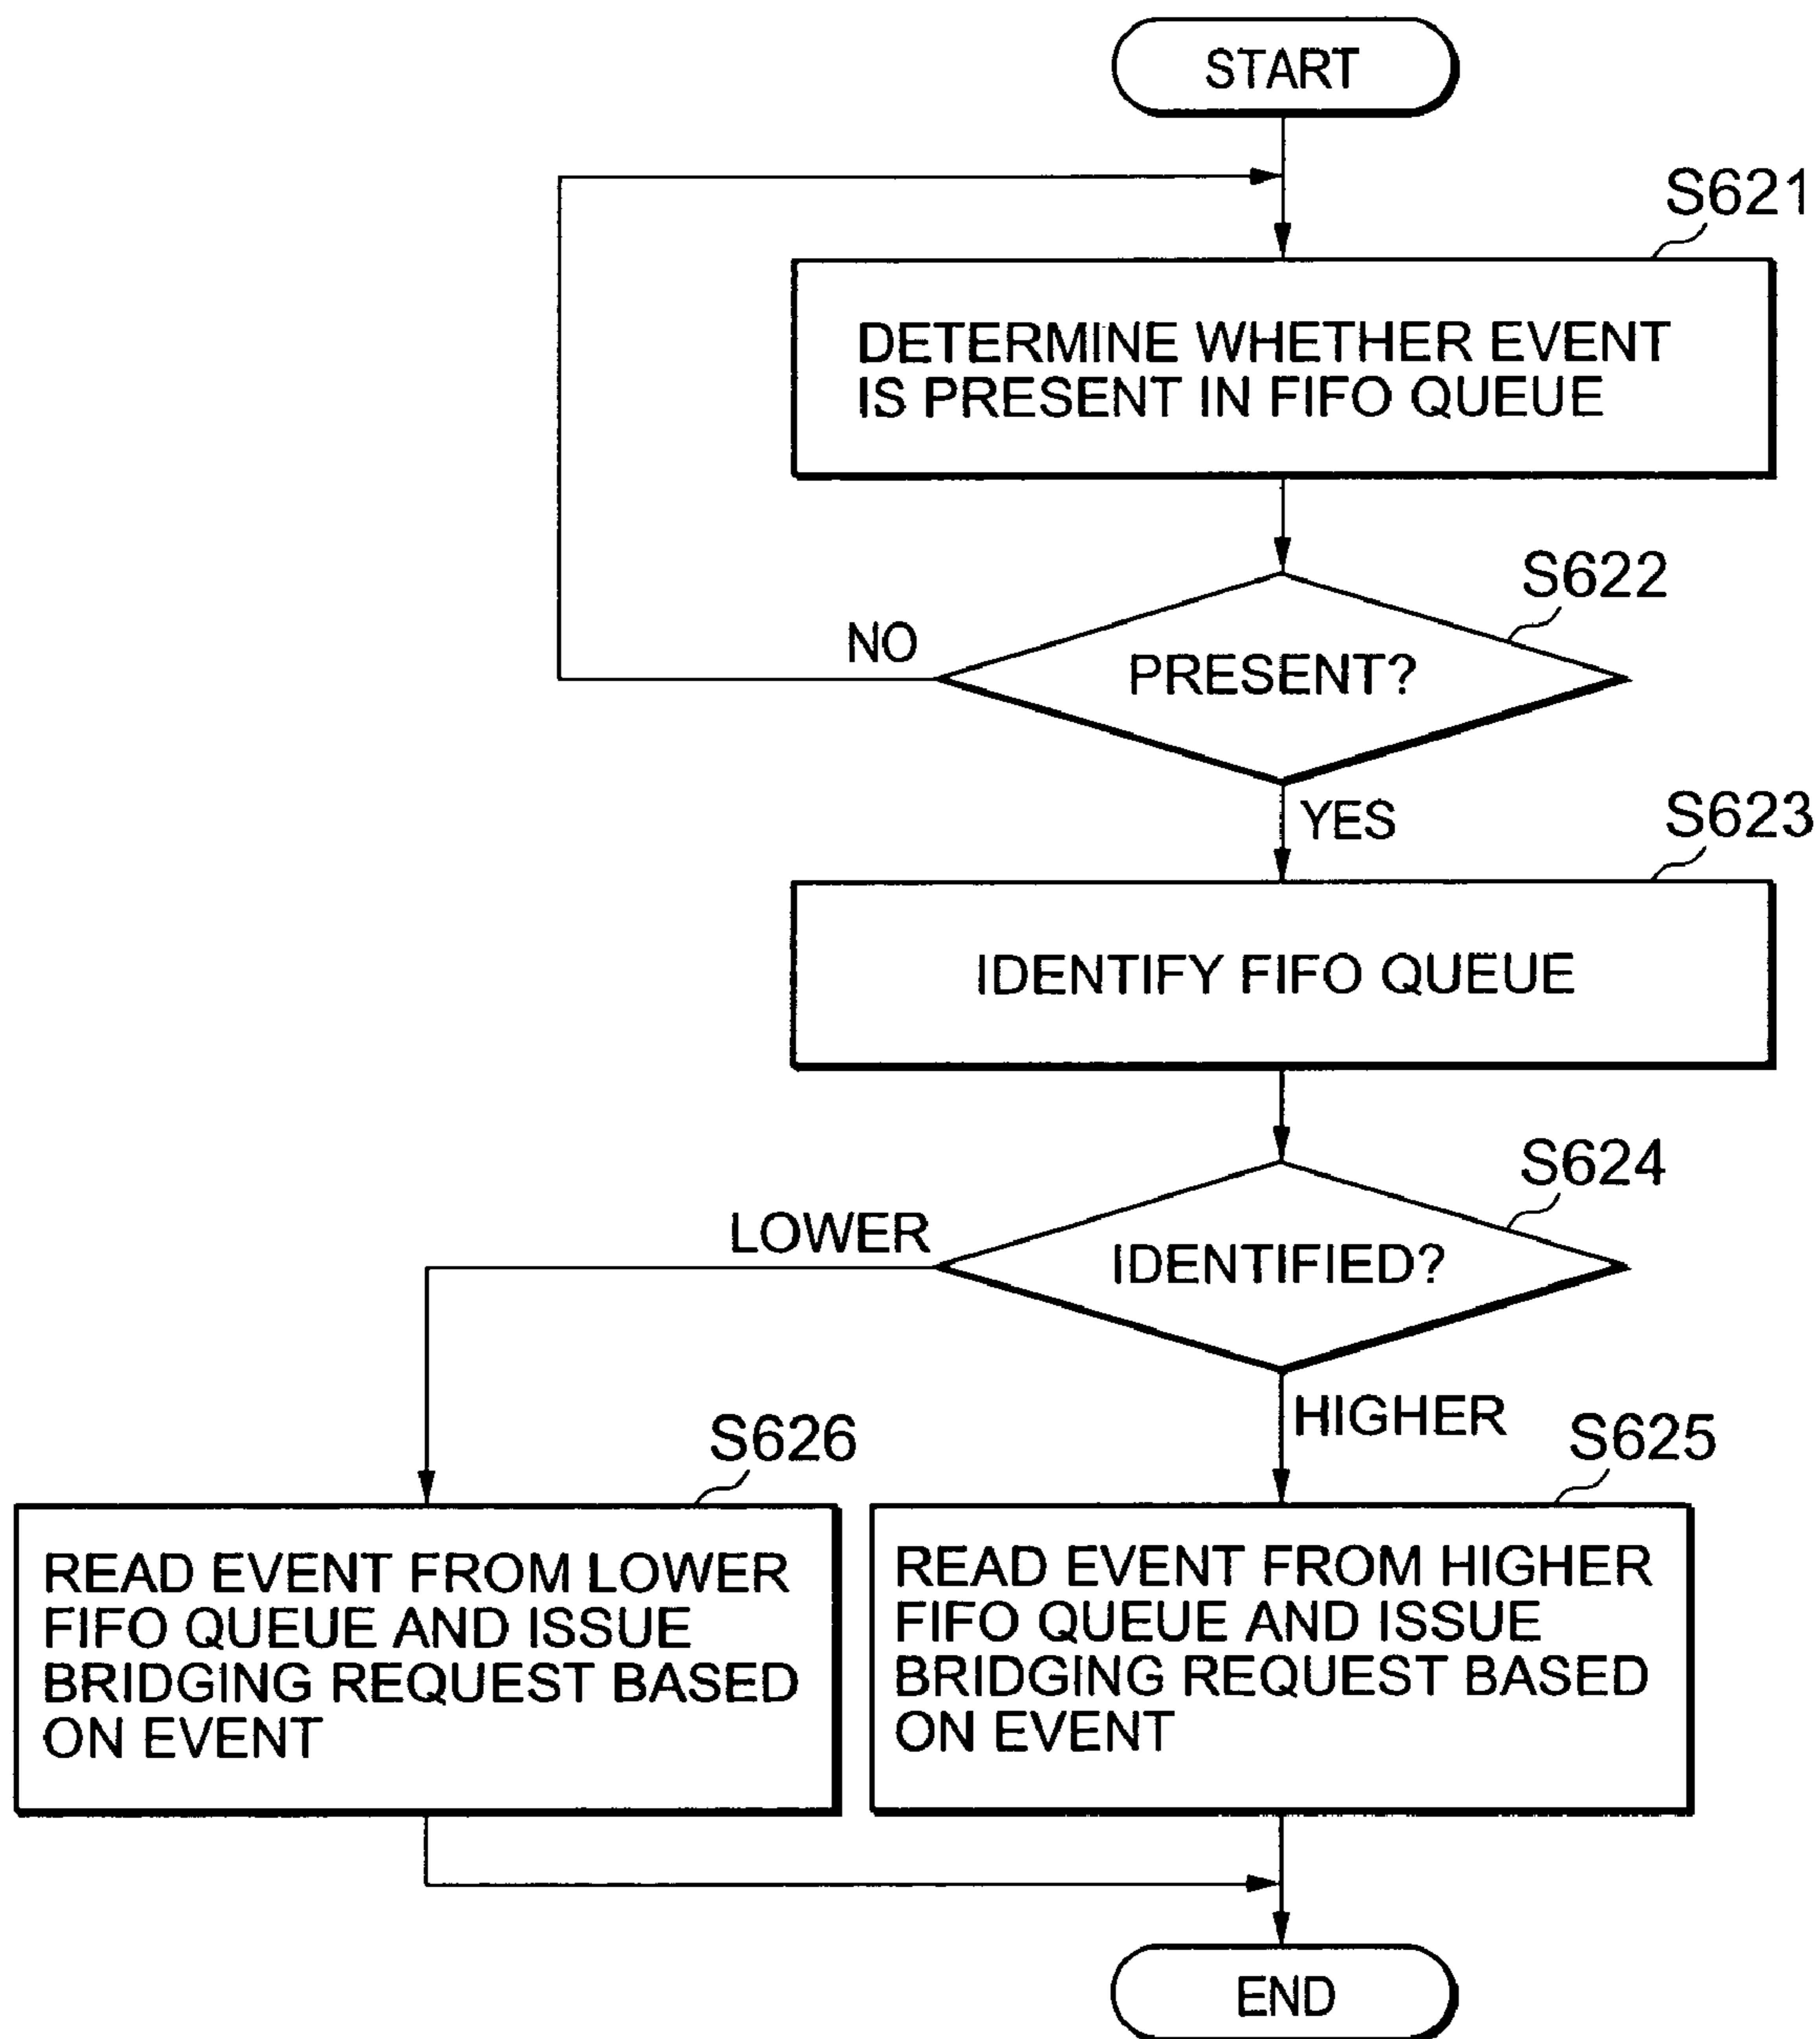 START
S621
DETERMINE WHETHER EVENT
IS PRESENT IN FIFO QUEUE
S622
NO
PRESENT?
YES
S623
IDENTIFY FIFO QUEUE
S624
LOWER
IDENTIFIED?
HIGHER
S626
READ EVENT FROM LOWER
FIFO QUEUE AND ISSUE
BRIDGING REQUEST BASED
ON EVENT
S625
READ EVENT FROM HIGHER
FIFO QUEUE AND ISSUE
BRIDGING REQUEST BASED
ON EVENT
END